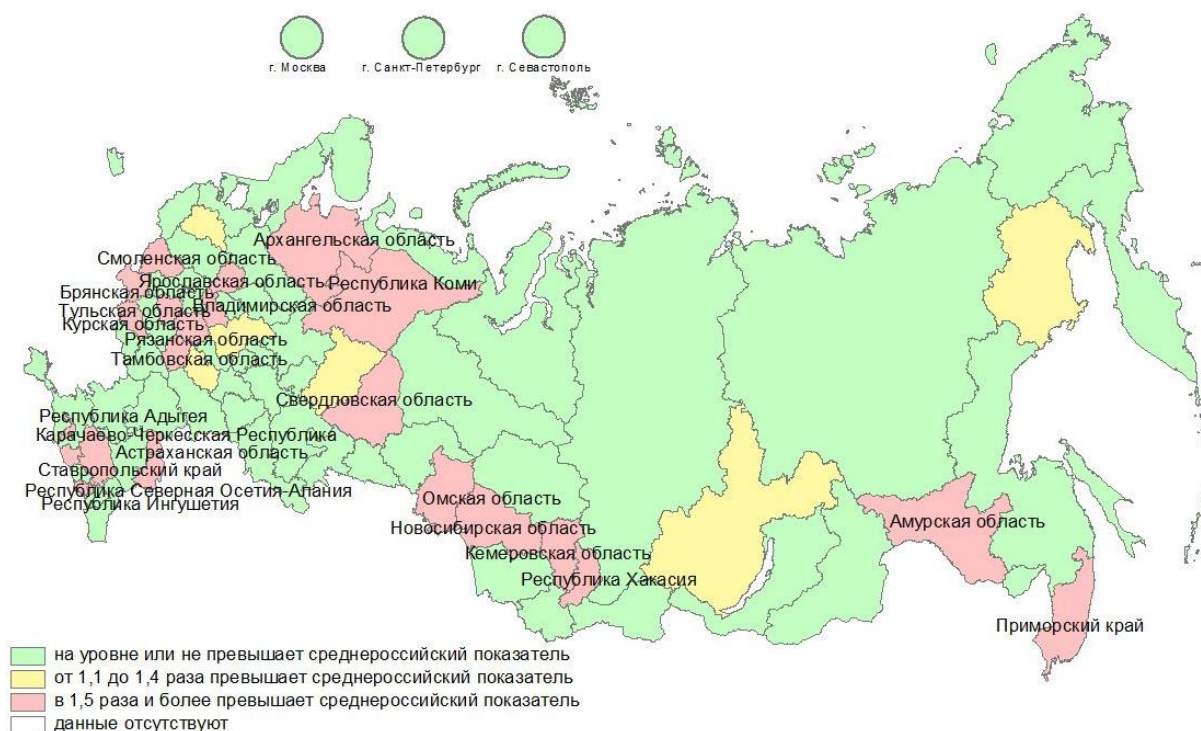 г. Москва
г. Санкт-Петербург
г. Севастополь
Архангельская область
Смоленская область
Ярославская область
Республика Коми
Брянская область
Владимирская область
Тульская область
Курская область
Рязанская область
Тамбовская область
Свердловская область
Республика Адыгея
Карачаево-Черкесская Республика
Астраханская область
Ставропольский край
Республика Северная Осетия-Алания
Республика Ингушетия
Омская область
Новосибирская область
Кемеровская область
Республика Хакасия
Амурская область
Приморский край
на уровне или не превышает среднероссийский показатель
от 1,1 до 1,4 раза превышает среднероссийский показатель
в 1,5 раза и более превышает среднероссийский показатель
данные отсутствуют